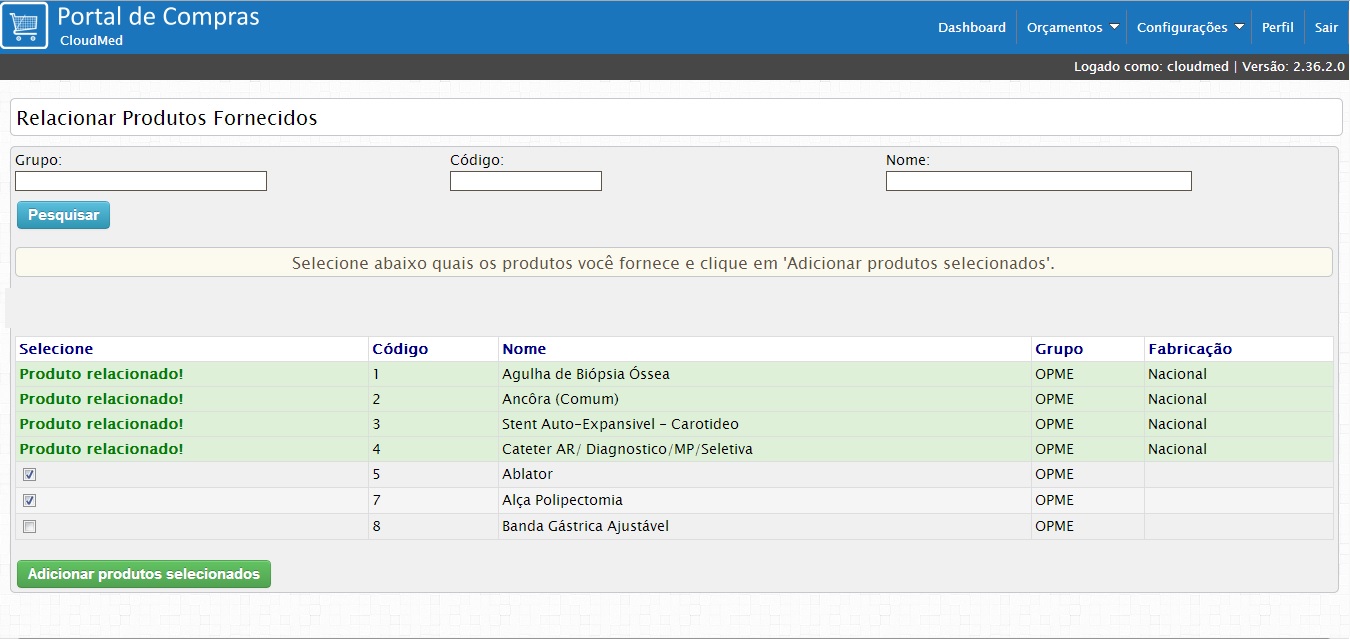 Portal de Compras
CloudMed
Dashboard Orçamentos Configurações Perfil Sair
Logado como: cloudmed | Versão: 2.36.2.0
Relacionar Produtos Fornecidos
Grupo: Código: Nome:
Pesquisar
Selecione abaixo quais os produtos você fornece e clique em 'Adicionar produtos selecionados'.
Selecione Código Nome Grupo Fabricação
Produto relacionado! 1 Agulha de Biópsia Óssea OPME Nacional
Produto relacionado! 2 Ancôra (Comum) OPME Nacional
Produto relacionado! 3 Stent Auto-Expansivel - Carotideo OPME Nacional
Produto relacionado! 4 Cateter AR/ Diagnostico/MP/Seletiva OPME Nacional
5 Ablator OPME
7 Alça Polipectomia OPME
8 Banda Gástrica Ajustável OPME
Adicionar produtos selecionados